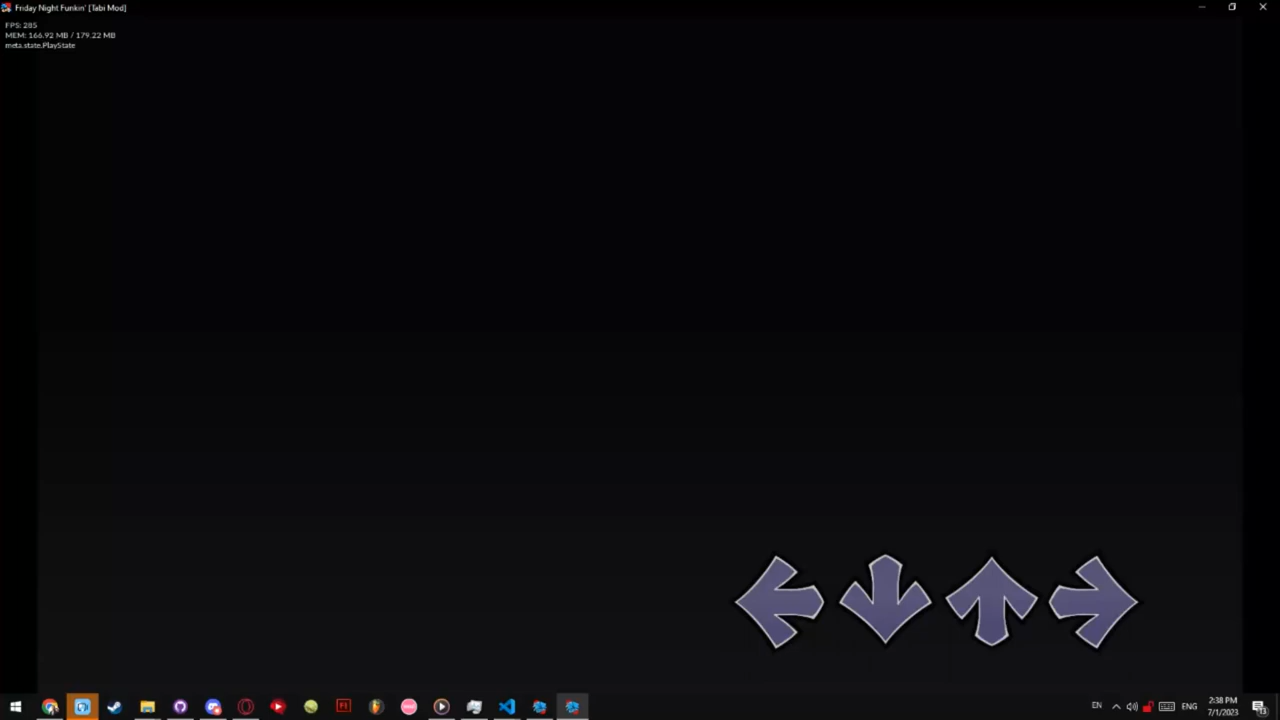 Friday Night Funkin' [Tabi Mod]
FPS: 285
MEM: 166.92 MB / 179.22 MB
meta.state.PlayState
EN
ENG
2:38 PM
7/1/2023